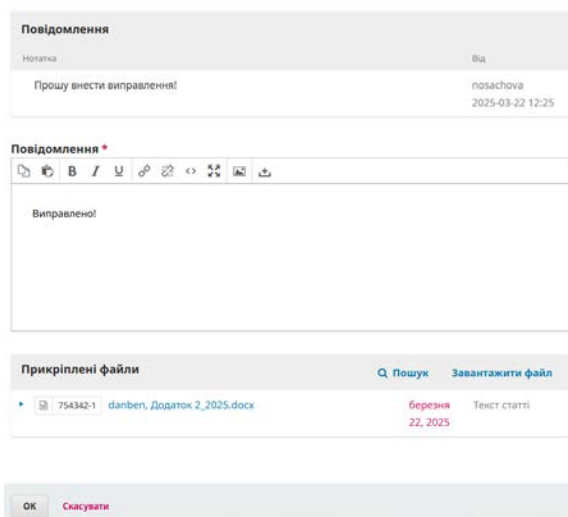 Повідомлення
Нотатка Від
Прошу внести виправлення! nosachova
2025-03-22 12:25
Повідомлення *
B I U
Виправлено!
Прикріплені файли Пошук Завантажити файл
754342-1 danben, Додаток 2_2025.docx березня Текст статті
22, 2025
ОК Скасувати